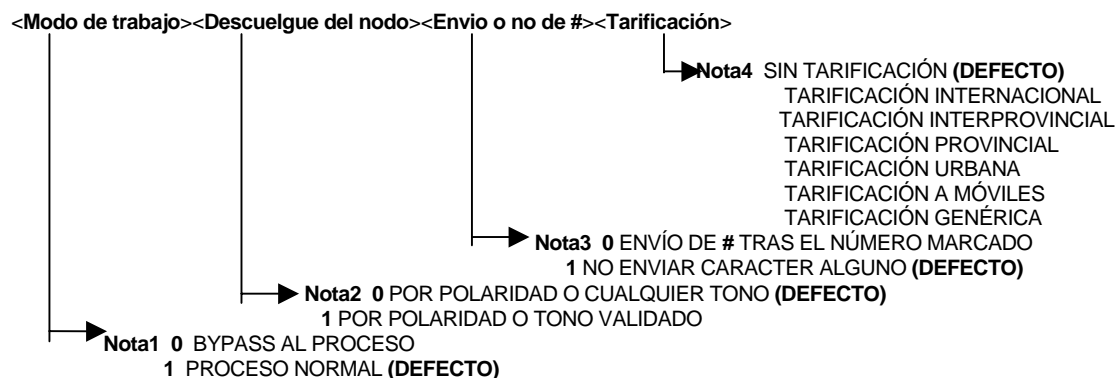 <Modo de trabajo><Descuelgue del nodo><Envio o no de #><Tarificación>
Nota4 SIN TARIFICACIÓN (DEFECTO)
TARIFICACIÓN INTERNACIONAL
TARIFICACIÓN INTERPROVINCIAL
TARIFICACIÓN PROVINCIAL
TARIFICACIÓN URBANA
TARIFICACIÓN A MÓVILES
TARIFICACIÓN GENÉRICA
Nota3 0 ENVÍO DE # TRAS EL NÚMERO MARCADO
1 NO ENVIAR CARACTER ALGUNO (DEFECTO)
Nota2 0 POR POLARIDAD O CUALQUIER TONO (DEFECTO)
1 POR POLARIDAD O TONO VALIDADO
Nota1 0 BYPASS AL PROCESO
1 PROCESO NORMAL (DEFECTO)